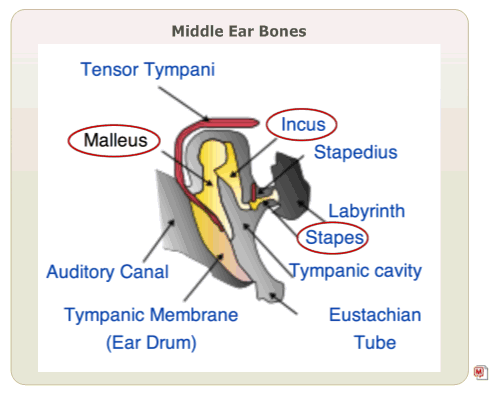 Middle Ear Bones
Tensor Tympani
Malleus
Incus
Stapedius
Labyrinth
Stapes
Auditory Canal
Tympanic cavity
Tympanic Membrane
(Ear Drum)
Eustachian
Tube
M